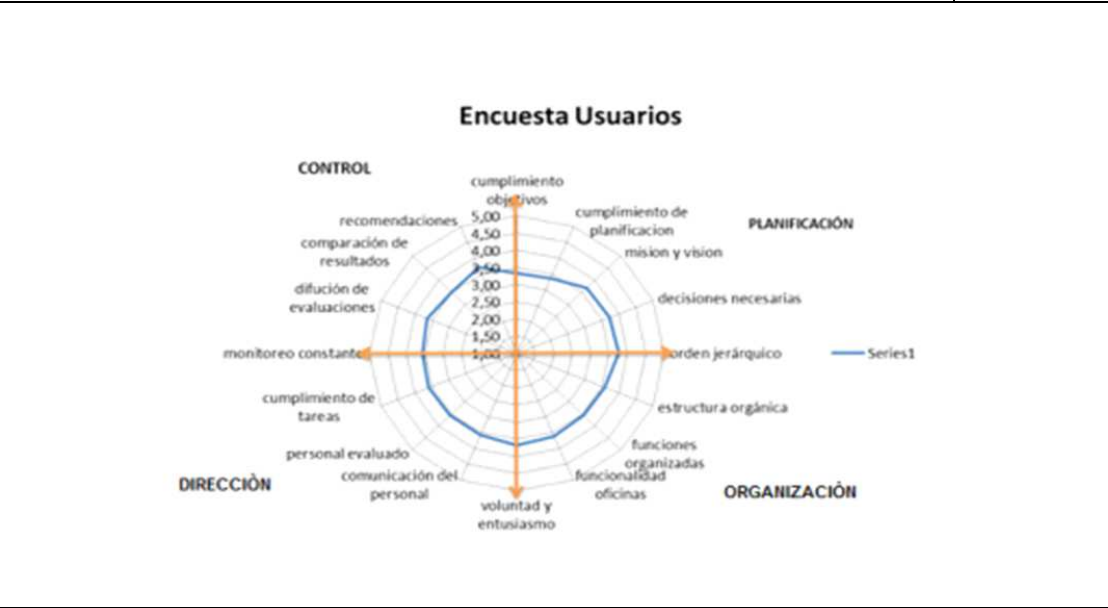 Encuesta Usuarios
CONTROL
PLANIFICACIÓN
cumplimiento
objetivos
cumplimiento de
planificacion
mision y vision
decisiones necesarias
orden jerárquico
estructura orgánica
funciones
organizadas
funcionalidad
oficinas
voluntad y
entusiasmo
comunicación del
personal
personal evaluado
cumplimiento de
tareas
monitoreo constante
difución de
evaluaciones
comparación de
resultados
recomendaciones
5,00
4,50
4,00
3,50
3,00
2,50
2,00
1,50
1,00
Series1
DIRECCIÒN
ORGANIZACIÓN